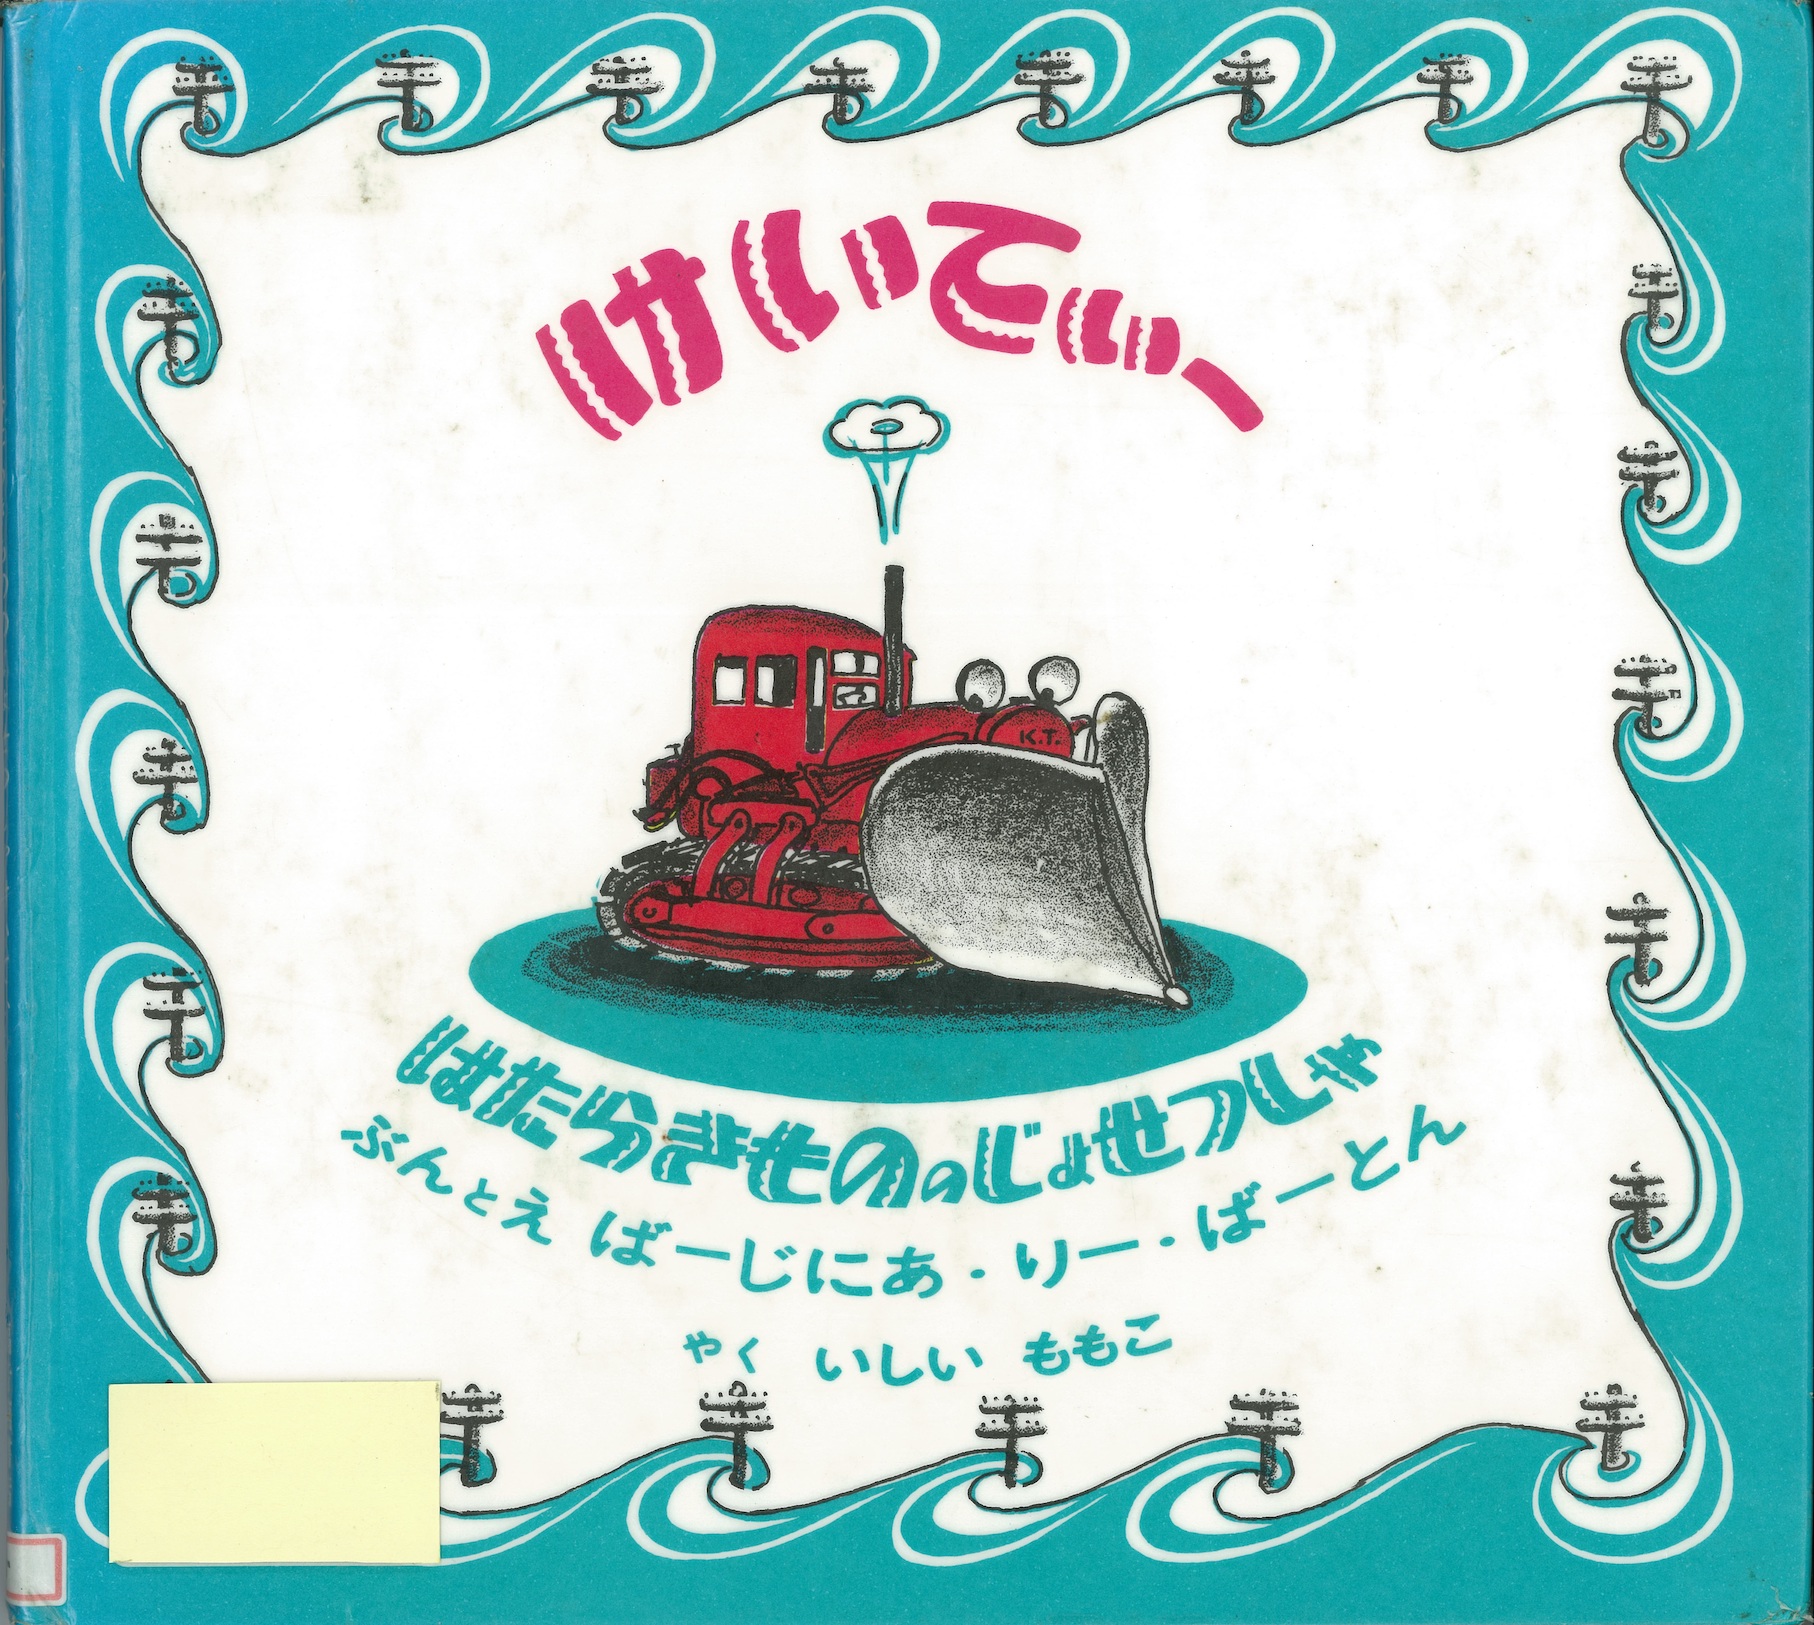 けいてぃー
K.T.
はたらきもののじょせつしゃ
ぶんとえ ばーじにあ・りー・ばーとん
やく いしい ももこ